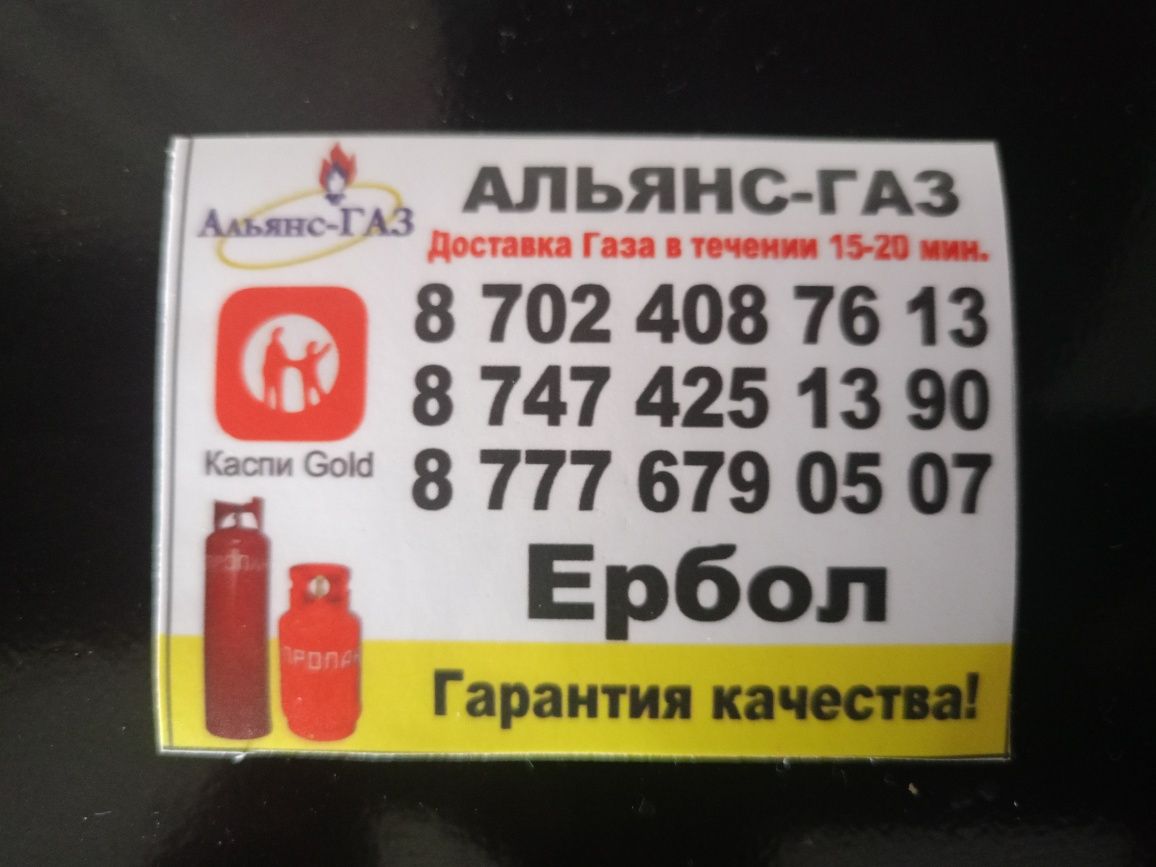 Альянс-ГАЗ
АЛЬЯНС-ГАЗ
Доставка Газа в течении 15-20 мин.
8 702 408 76 13
8 747 425 13 90
8 777 679 05 07
Каспи Gold
Ербол
ПРОПАН
ПРОПАН
Гарантия качества!